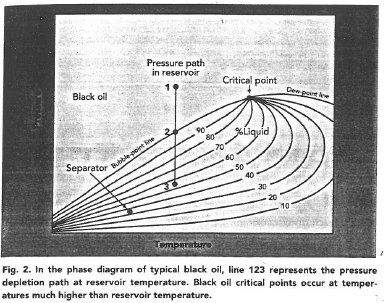 Pressure path
in reservoir
Critical point
1
Dew-point line
Black oil
2
90
%Liquid
80
70
Bubble-point line
60
50
Separator
40
3
30
20
10
Temperature
Fig. 2. In the phase diagram of typical black oil, line 123 represents the pressure
depletion path at reservoir temperature. Black oil critical points occur at temper-
atures much higher than reservoir temperature.